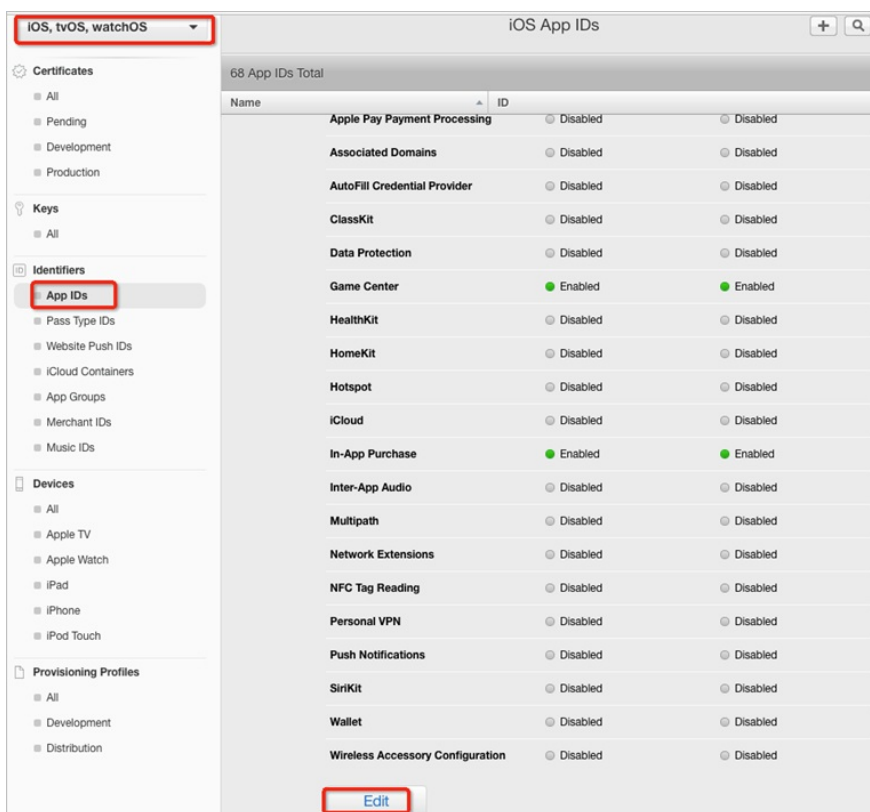 iOS, tvOS, watchOS
iOS App IDs
Certificates
All
Pending
Development
Production
Keys
All
ID Identifiers
App IDs
Pass Type IDs
Website Push IDs
iCloud Containers
App Groups
Merchant IDs
Music IDs
Devices
All
Apple TV
Apple Watch
iPad
iPhone
iPod Touch
Provisioning Profiles
All
Development
Distribution
68 App IDs Total
Name ID
Apple Pay Payment Processing Disabled Disabled
Associated Domains Disabled Disabled
AutoFill Credential Provider Disabled Disabled
ClassKit Disabled Disabled
Data Protection Disabled Disabled
Game Center Enabled Enabled
HealthKit Disabled Disabled
HomeKit Disabled Disabled
Hotspot Disabled Disabled
iCloud Disabled Disabled
In-App Purchase Enabled Enabled
Inter-App Audio Disabled Disabled
Multipath Disabled Disabled
Network Extensions Disabled Disabled
NFC Tag Reading Disabled Disabled
Personal VPN Disabled Disabled
Push Notifications Disabled Disabled
SiriKit Disabled Disabled
Wallet Disabled Disabled
Wireless Accessory Configuration Disabled Disabled
Edit